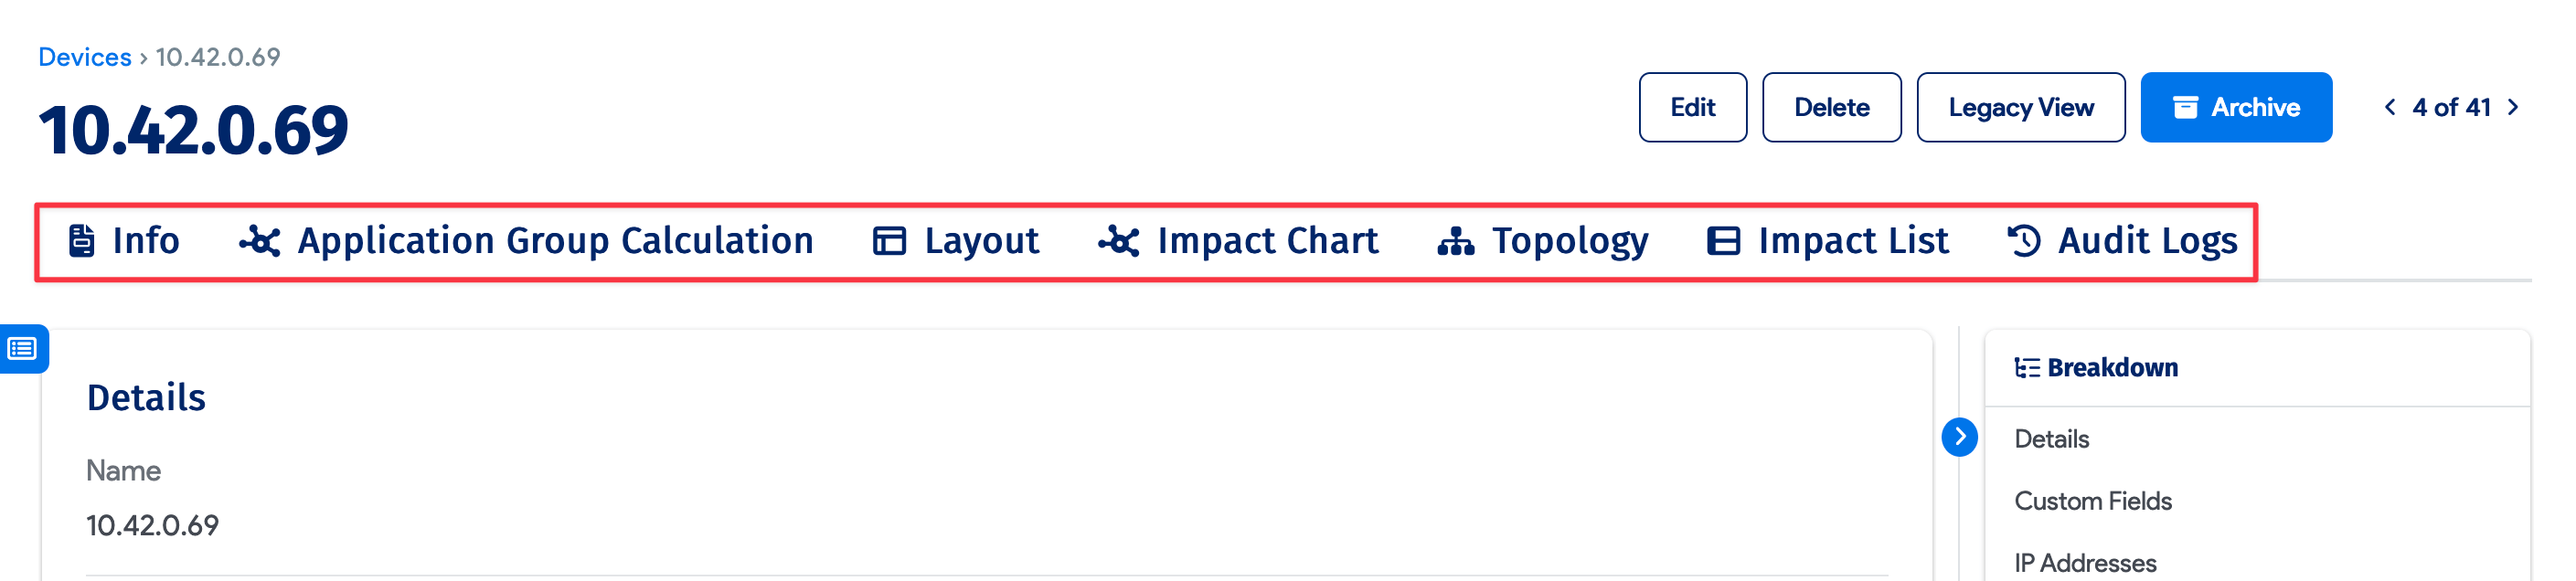 Devices › 10.42.0.69
10.42.0.69
Edit Delete Legacy View Archive 4 of 41
Info Application Group Calculation Layout Impact Chart Topology Impact List Audit Logs
Details
Name
10.42.0.69
Breakdown
Details
Custom Fields
IP Addresses